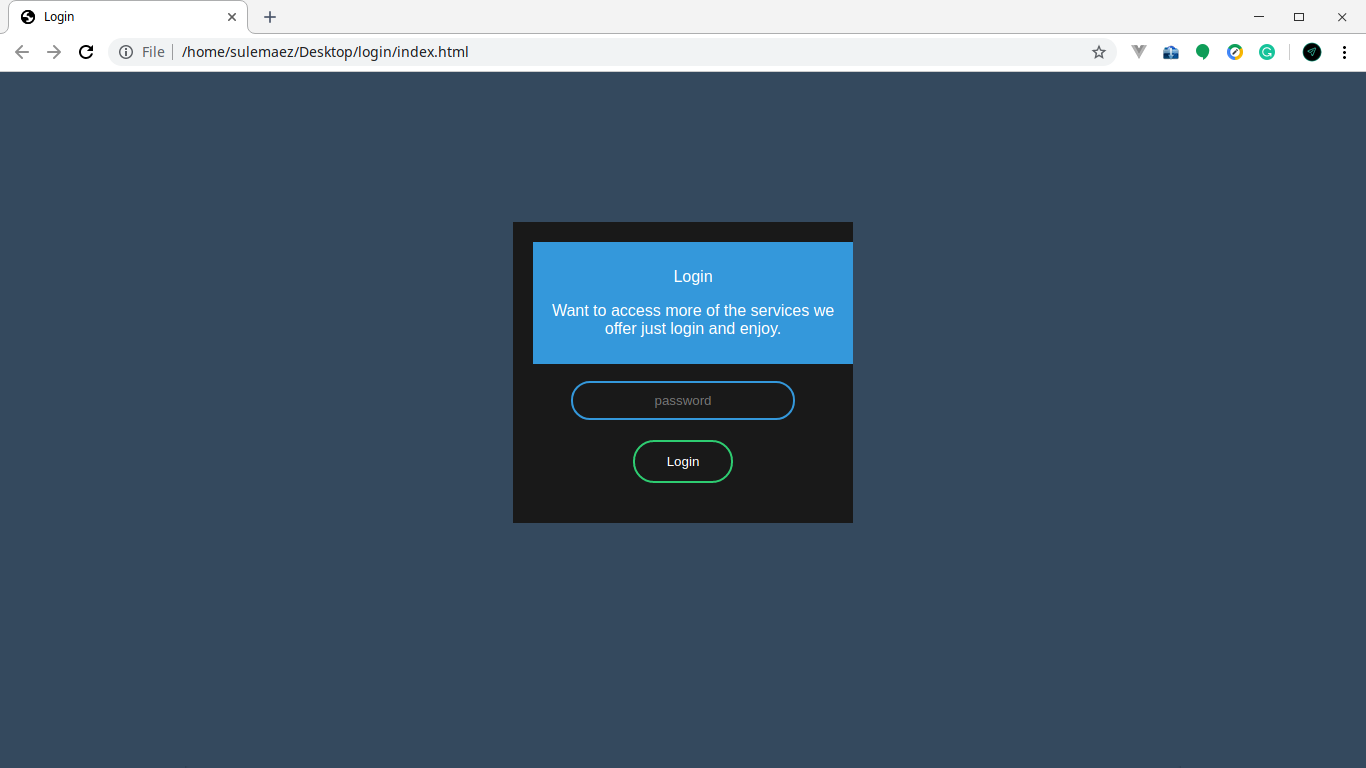 Login
File
/home/sulemaez/Desktop/login/index.html
Login
Want to access more of the services we
offer just login and enjoy.
password
Login